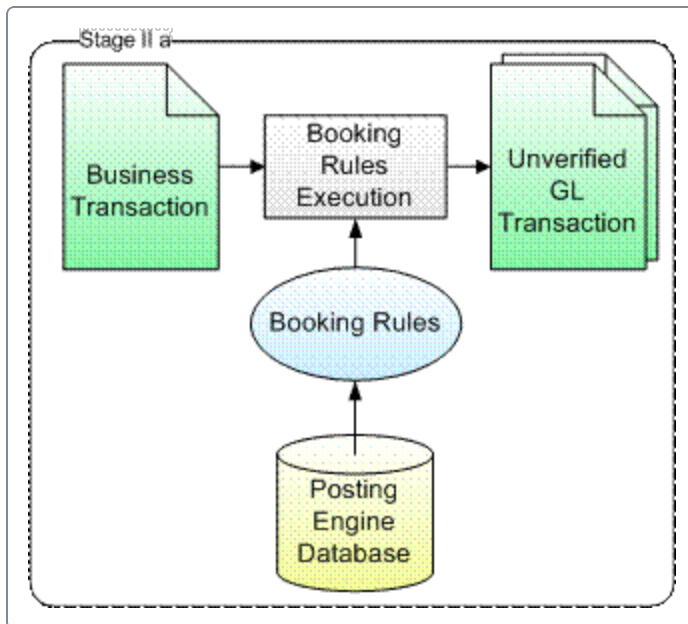 Stage II a
Business
Transaction
Booking
Rules
Execution
Unverified
GL
Transaction
Booking Rules
Posting
Engine
Database